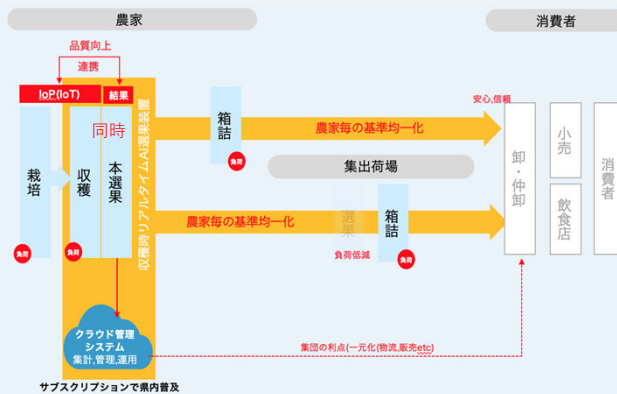 農家
消費者
品質向上
連携
IoP(IoT)
結果
同時
栽培
収穫
本選果
収穫時リアルタイムAI選果装置
負荷
負荷
箱詰
負荷
農家毎の基準均一化
安心,信頼
集出荷場
農家毎の基準均一化
選果
負荷低減
箱詰
負荷
卸・仲卸
小売
飲食店
消費者
クラウド管理
システム
集計,管理,運用
集団の利点(一元化(物流,販売etc)
サブスクリプションで県内普及